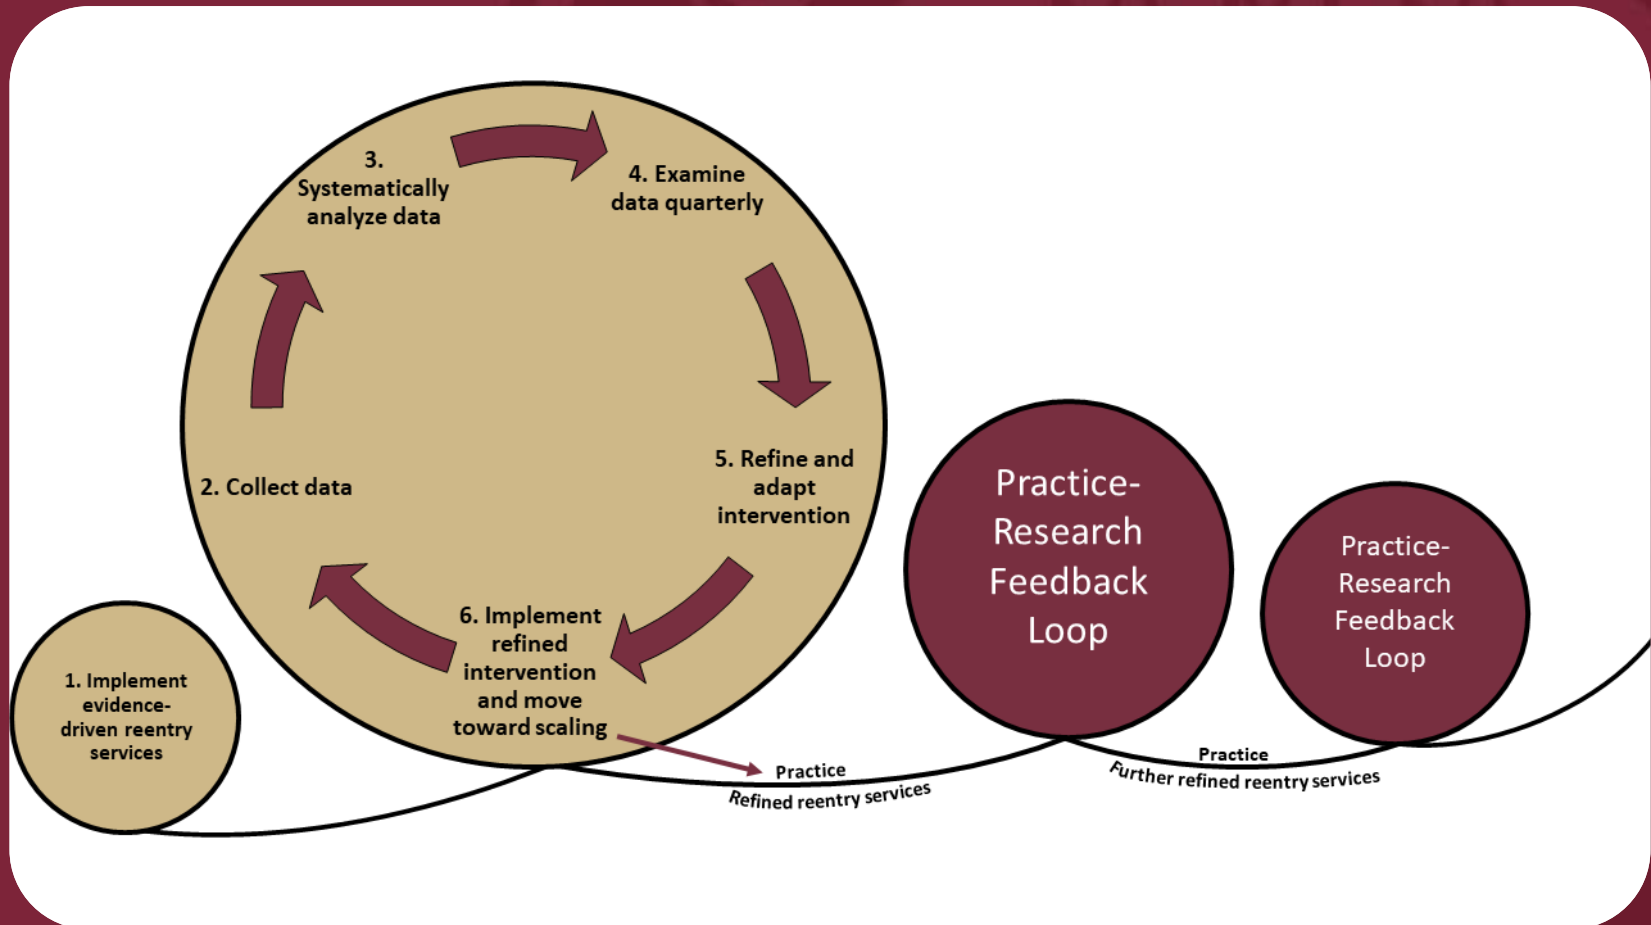 1. Implement
evidence-
driven reentry
services
2. Collect data
3.
Systematically
analyze data
4. Examine
data quarterly
5. Refine and
adapt
intervention
6. Implement
refined
intervention
and move
toward scaling
Practice
Refined reentry services
Practice-
Research
Feedback
Loop
Practice
Further refined reentry services
Practice-
Research
Feedback
Loop